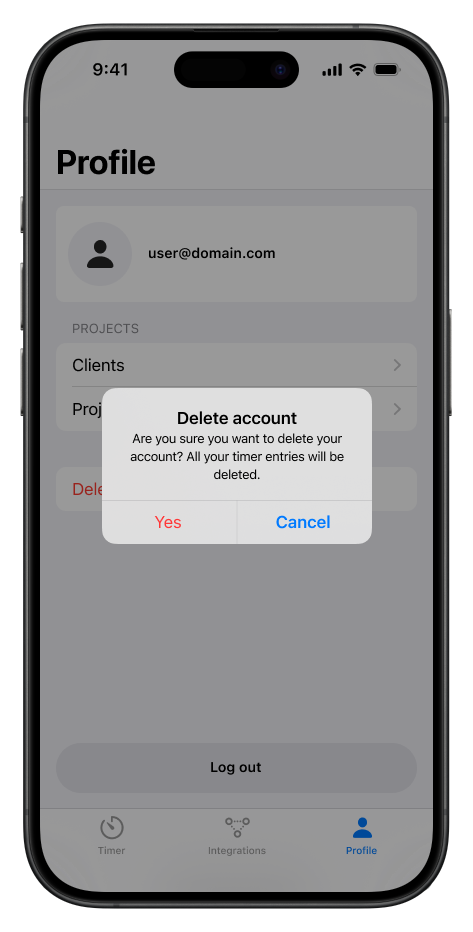 9:41
Profile
user@domain.com
PROJECTS
Clients
Proj
Delete account
Are you sure you want to delete your
account? All your timer entries will be
deleted.
Dele
Yes
Cancel
Log out
Timer
Integrations
Profile